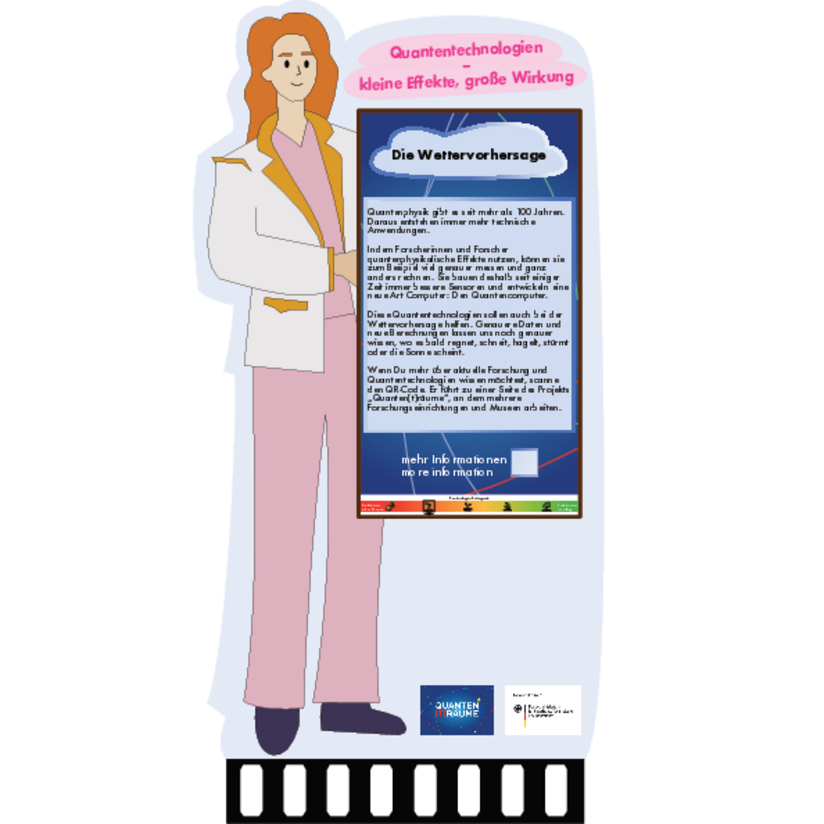 Quantentechnologien
–
kleine Effekte, große Wirkung
Die Wettervorhersage
Quantenphysik gibt es seit mehr als 100 Jahren.
Daraus entstehen immer mehr technische
Anwendungen.
Indem Forscherinnen und Forscher
quantenphysikalische Effekte nutzen, können sie
zum Beispiel viel genauer messen und ganz
anders rechnen. Sie bauen deshalb seit einiger
Zeit immer bessere Sensoren und entwickeln eine
neue Art Computer: Den Quantencomputer.
Diese Quantentechnologien sollen auch bei der
Wettervorhersage helfen. Genauere Daten und
neue Berechnungen lassen uns noch genauer
wissen, wo es bald regnet, schneit, hagelt, stürmt
oder die Sonne scheint.
Wenn Du mehr über aktuelle Forschung und
Quantentechnologien wissen möchtest, scanne
den QR-Code. Er führt zu einer Seite des Projekts
„Quanten(t)räume“, an dem mehrere
Forschungseinrichtungen und Museen arbeiten.
mehr Informationen
more information
QUANTEN
(T)RÄUME